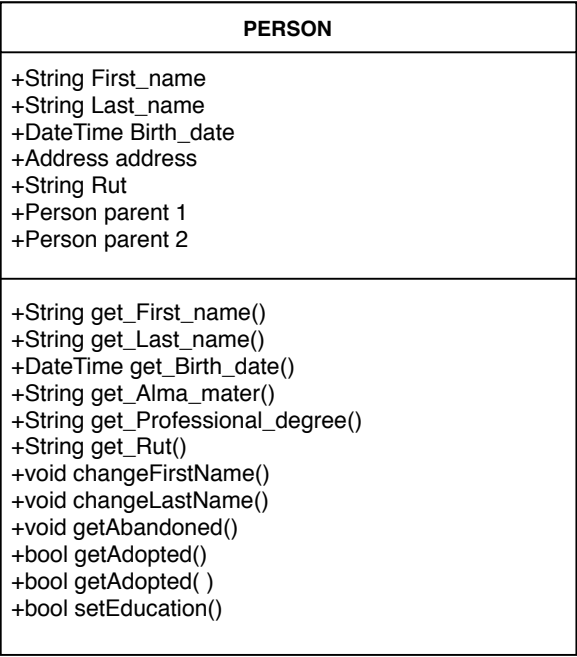 PERSON
+String First_name
+String Last_name
+DateTime Birth_date
+Address address
+String Rut
+Person parent 1
+Person parent 2
+String get_First_name()
+String get_Last_name()
+DateTime get_Birth_date()
+String get_Alma_mater()
+String get_Professional_degree()
+String get_Rut()
+void changeFirstName()
+void changeLastName()
+void getAbandoned()
+bool getAdopted()
+bool getAdopted( )
+bool setEducation()